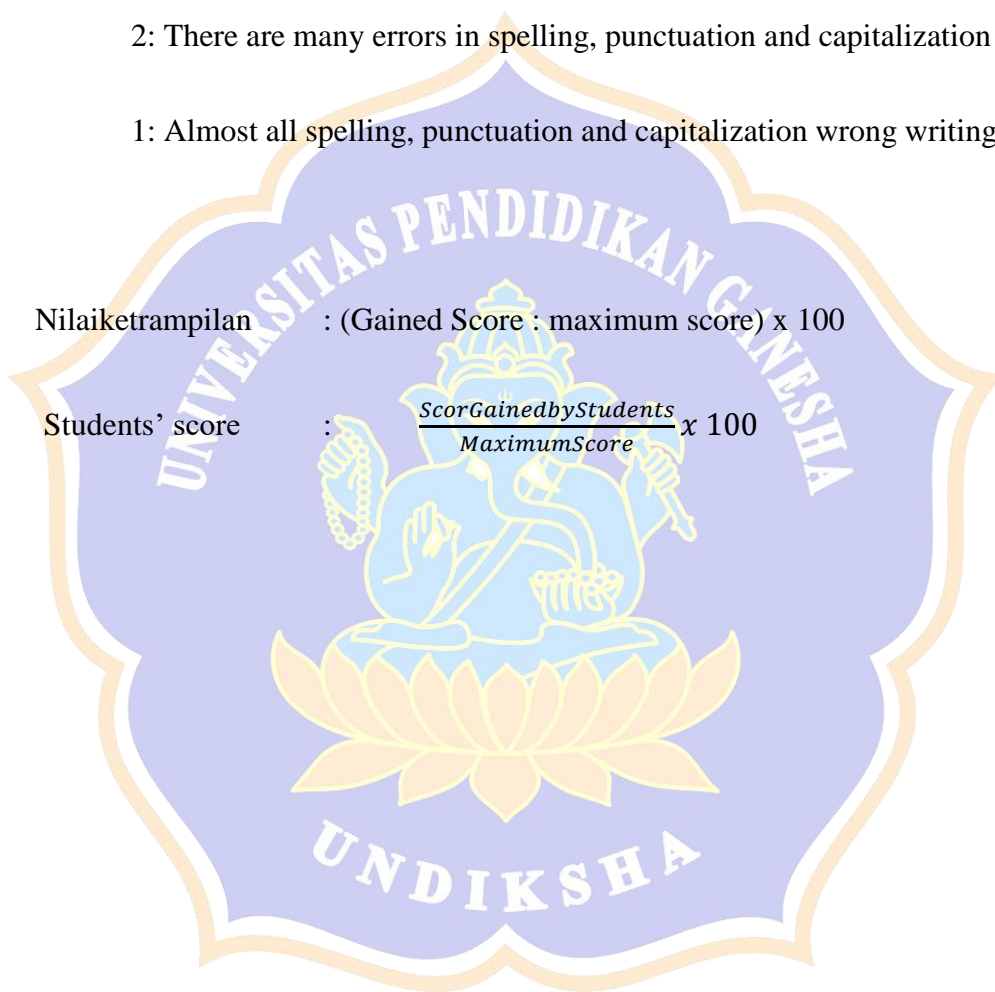 2: There are many errors in spelling, punctuation and capitalization
1: Almost all spelling, punctuation and capitalization wrong writing
UNIVERSITAS PENDIDIKAN GANESHA
Nilaiketrampilan : (Gained Score : maximum score) x 100
Students’ score : ScorGainedbyStudents / MaximumScore x 100
UNDIKSHA